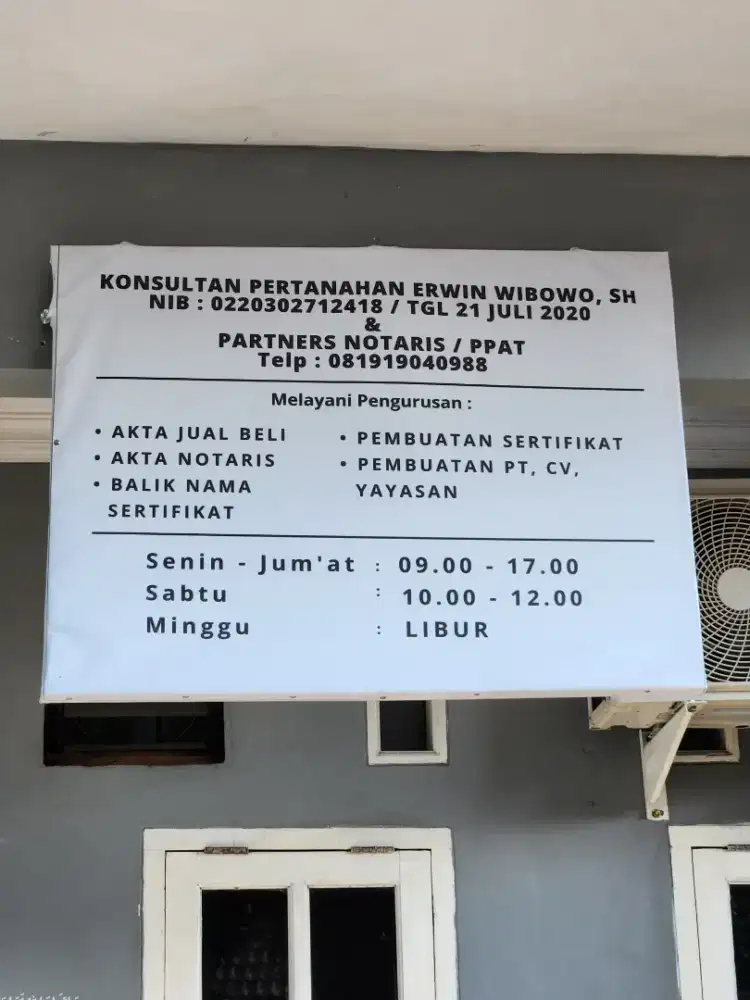 KONSULTAN PERTANAHAN ERWIN WIBOWO, SH
NIB : 0220302712418 / TGL 21 JULI 2020
&
PARTNERS NOTARIS / PPAT
Telp : 081919040988
Melayani Pengurusan :
• AKTA JUAL BELI
• AKTA NOTARIS
• BALIK NAMA
SERTIFIKAT
• PEMBUATAN SERTIFIKAT
• PEMBUATAN PT, CV,
YAYASAN
Senin - Jum'at : 09.00 - 17.00
Sabtu : 10.00 - 12.00
Minggu : LIBUR